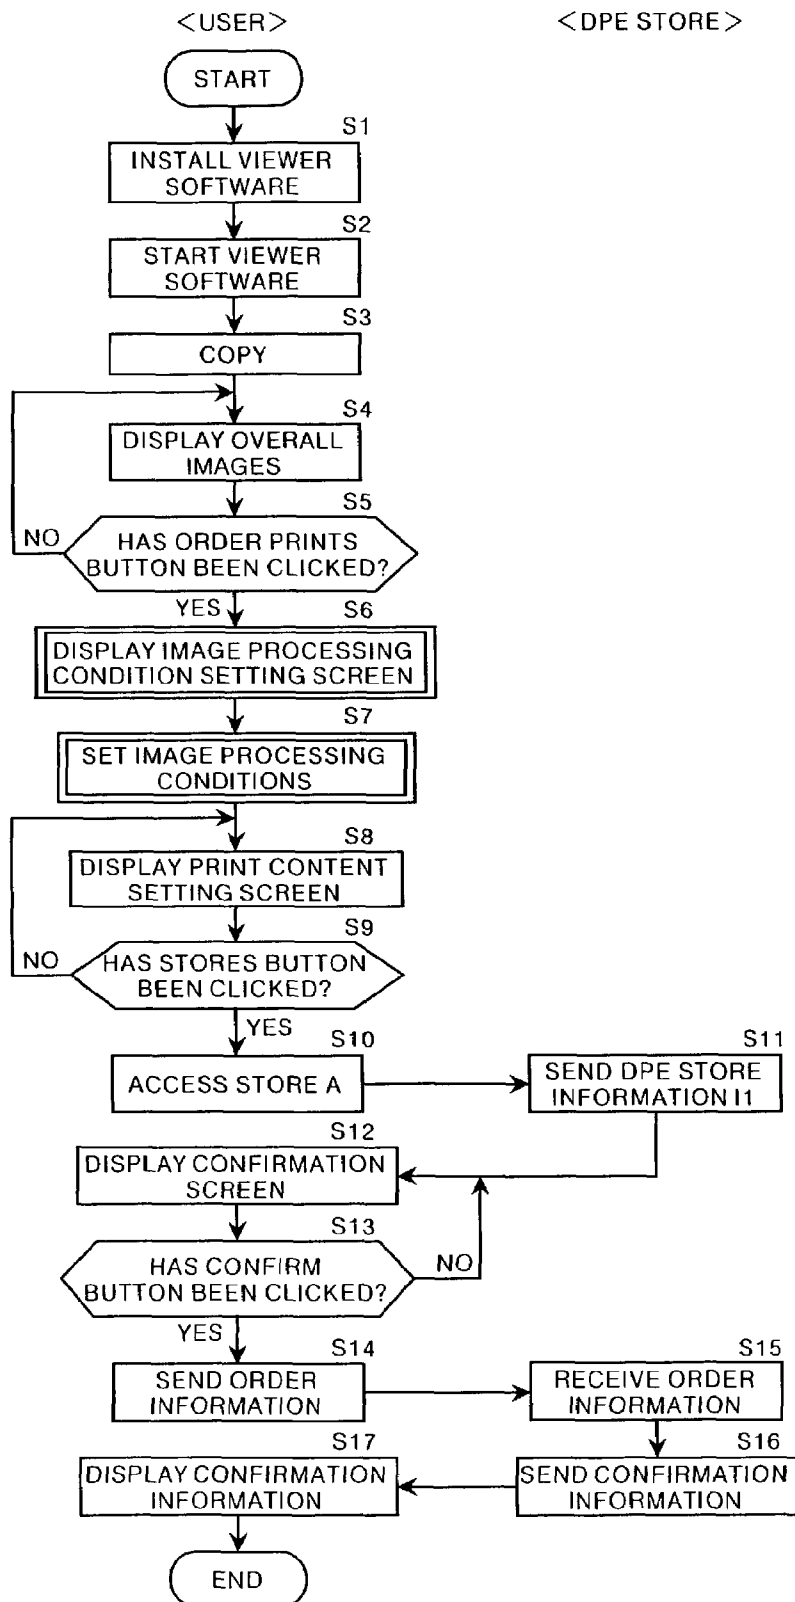 <USER>
<DPE STORE>
START
S1
INSTALL VIEWER
SOFTWARE
S2
START VIEWER
SOFTWARE
S3
COPY
S4
DISPLAY OVERALL
IMAGES
S5
NO
HAS ORDER PRINTS
BUTTON BEEN CLICKED?
YES
S6
DISPLAY IMAGE PROCESSING
CONDITION SETTING SCREEN
S7
SET IMAGE PROCESSING
CONDITIONS
S8
DISPLAY PRINT CONTENT
SETTING SCREEN
S9
NO
HAS STORES BUTTON
BEEN CLICKED?
YES
S10
ACCESS STORE A
S11
SEND DPE STORE
INFORMATION I1
S12
DISPLAY CONFIRMATION
SCREEN
S13
HAS CONFIRM
BUTTON BEEN CLICKED?
NO
YES
S14
SEND ORDER
INFORMATION
S15
RECEIVE ORDER
INFORMATION
S16
SEND CONFIRMATION
INFORMATION
S17
DISPLAY CONFIRMATION
INFORMATION
END